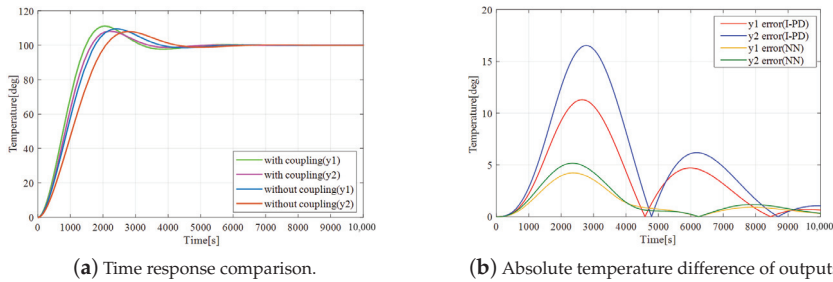 120
100
80
60
40
20
0
Temperature[deg]
with coupling(y1)
with coupling(y2)
without coupling(y1)
without coupling(y2)
0 1000 2000 3000 4000 5000 6000 7000 8000 9000 10,000
Time[s]
(a) Time response comparison.
20
15
10
5
0
Temperature[deg]
y1 error(I-PD)
y2 error(I-PD)
y1 error(NN)
y2 error(NN)
0 1000 2000 3000 4000 5000 6000 7000 8000 9000 10,000
Time[s]
(b) Absolute temperature difference of output